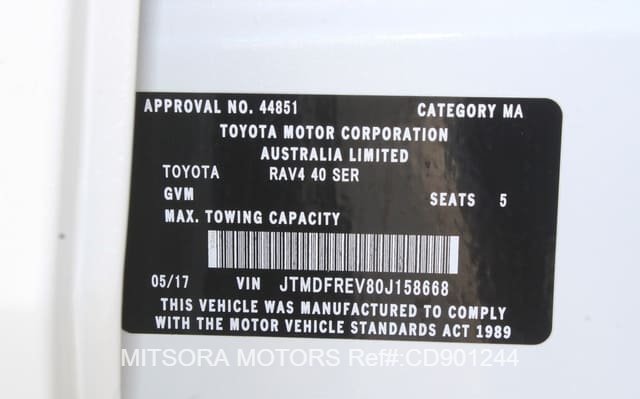 APPROVAL NO. 44851 CATEGORY MA
TOYOTA MOTOR CORPORATION
AUSTRALIA LIMITED
TOYOTA RAV4 40 SER
GVM SEATS 5
MAX. TOWING CAPACITY
05/17 VIN JTMDFREV80J158668
THIS VEHICLE WAS MANUFACTURED TO COMPLY
WITH THE MOTOR VEHICLE STANDARDS ACT 1989
MITSORA MOTORS Ref#:CD901244